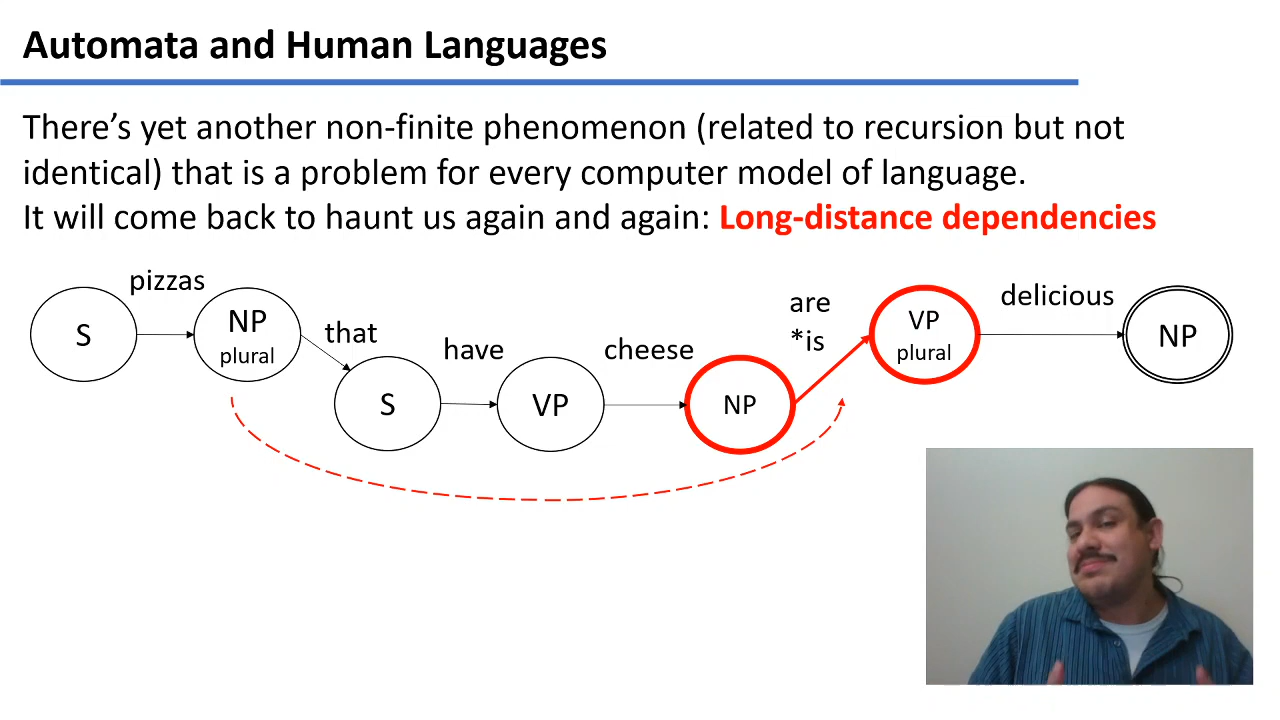 Automata and Human Languages
There’s yet another non-finite phenomenon (related to recursion but not
identical) that is a problem for every computer model of language.
It will come back to haunt us again and again: Long-distance dependencies
pizzas
S
NP
plural
that
S
have
VP
cheese
NP
are
*is
VP
plural
delicious
NP